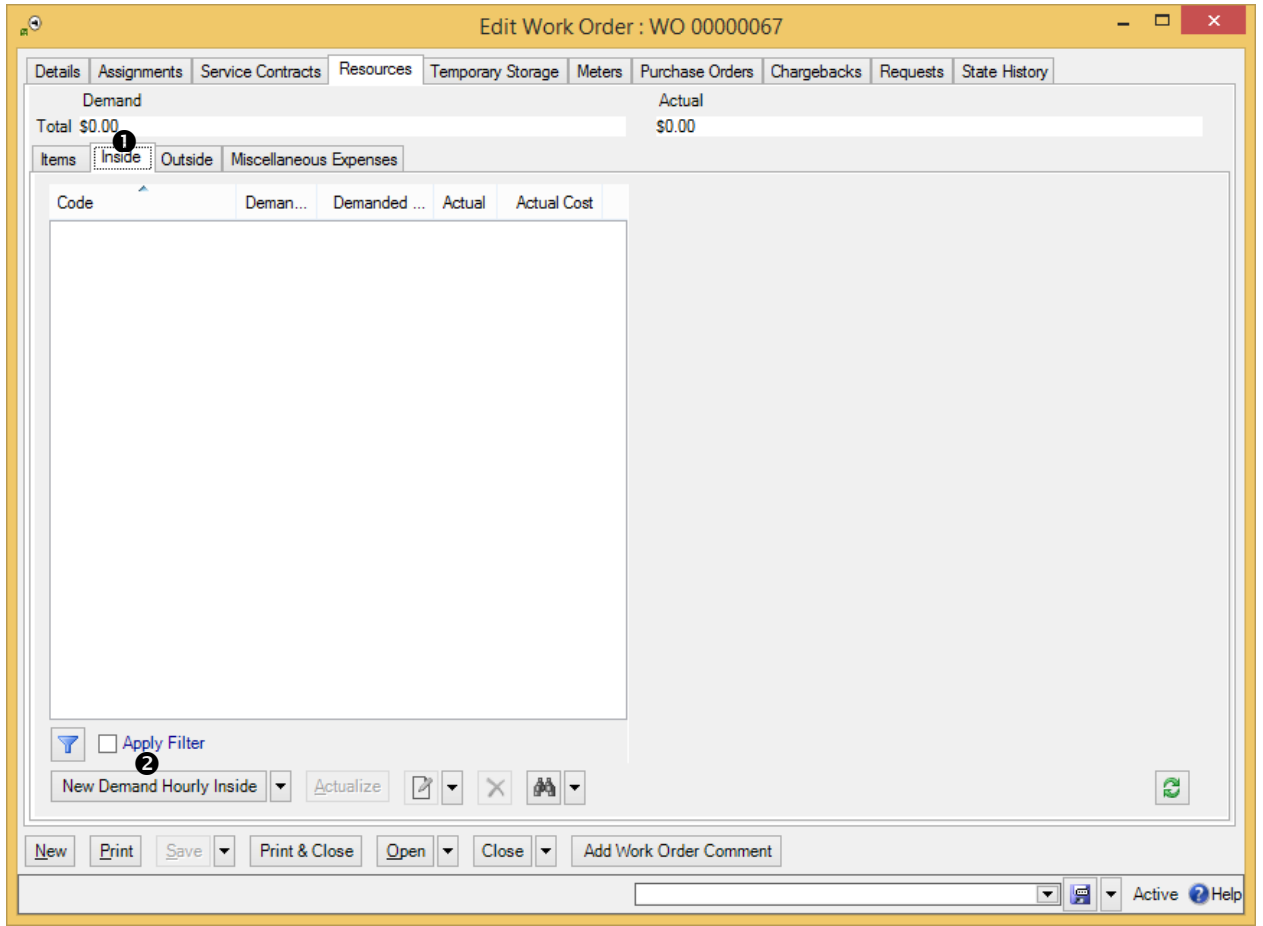 Edit Work Order : WO 00000067
Details Assignments Service Contracts Resources Temporary Storage Meters Purchase Orders Chargebacks Requests State History
Demand Actual
Total $0.00 $0.00
❶
Items Inside Outside Miscellaneous Expenses
Code Deman... Demanded ... Actual Actual Cost
Apply Filter
❷
New Demand Hourly Inside Actualize
New Print Save Print & Close Open Close Add Work Order Comment
Active Help